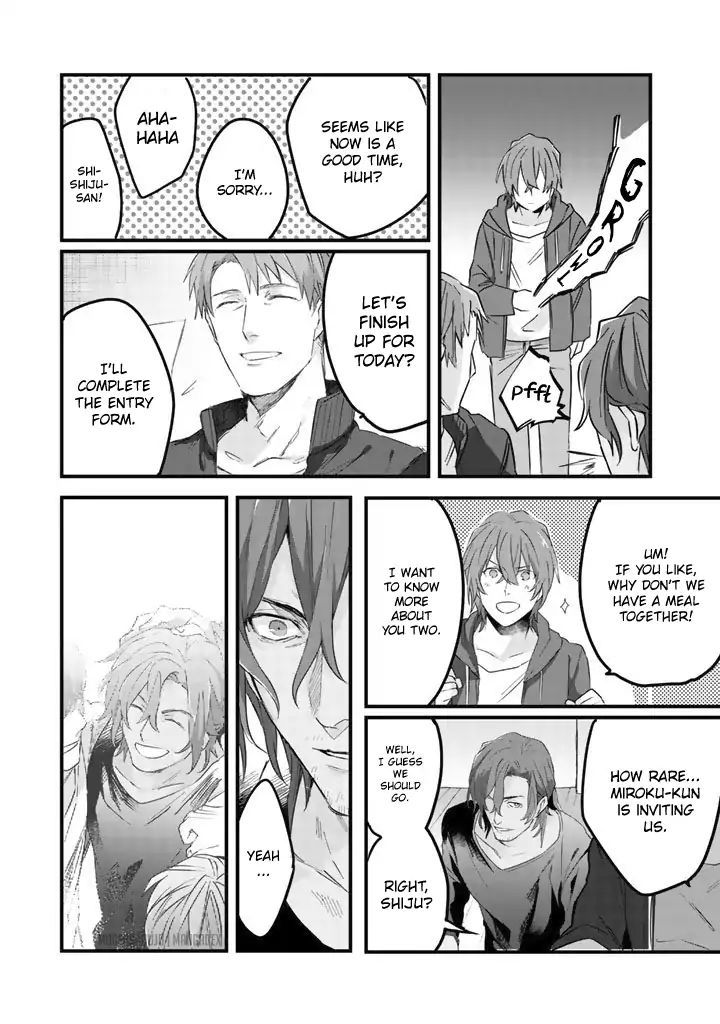 GROWL
Pfft
SEEMS LIKE
NOW IS A
GOOD TIME,
HUH?
I'M
SORRY...
AHA-
HAHA
SHI-
SHIJU-
SAN!
LET'S
FINISH
UP FOR
TODAY?
I'LL
COMPLETE
THE ENTRY
FORM.
UM!
IF YOU LIKE,
WHY DON'T WE
HAVE A MEAL
TOGETHER!
I WANT
TO KNOW
MORE
ABOUT
YOU TWO.
HOW RARE...
MIROKU-KUN
IS INVITING
US.
WELL,
I GUESS
WE
SHOULD
GO.
RIGHT,
SHIJU?
YEAH
...